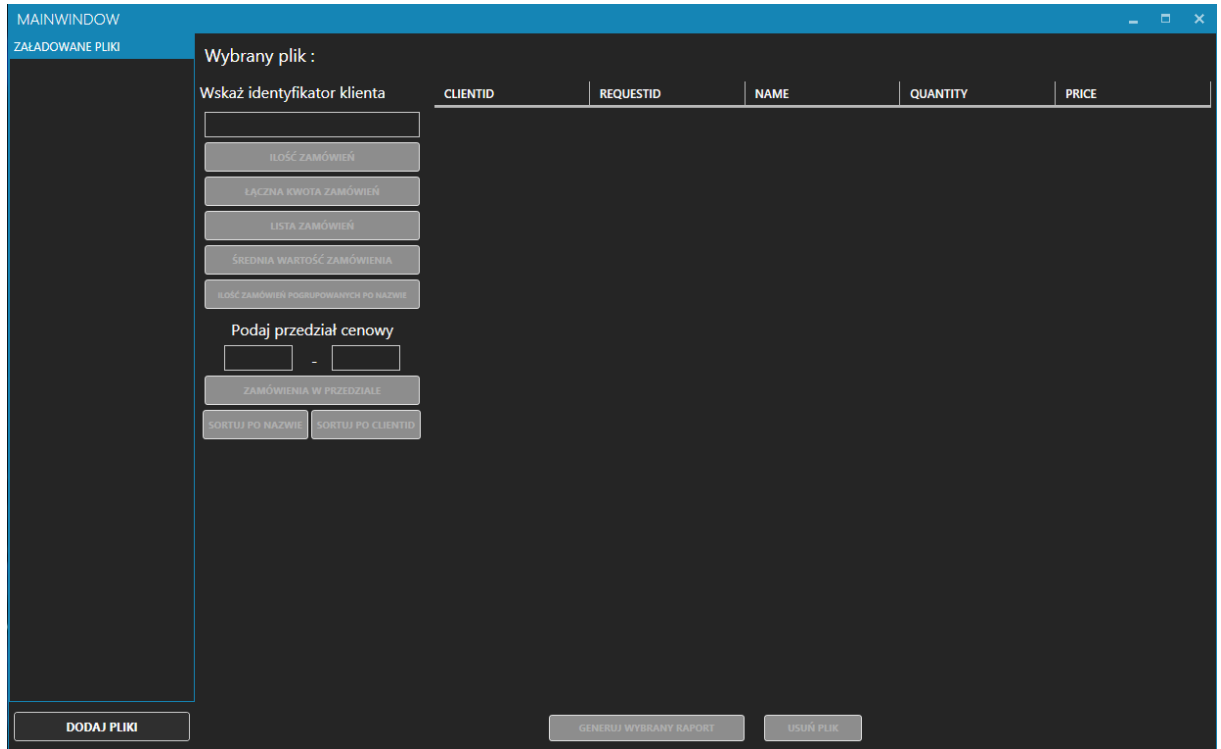 MAINWINDOW
ZAŁADOWANE PLIKI
Wybrany plik :
Wskaż identyfikator klienta
CLIENTID REQUESTID NAME QUANTITY PRICE
ILOŚĆ ZAMÓWIEŃ
ŁĄCZNA KWOTA ZAMÓWIEŃ
LISTA ZAMÓWIEŃ
ŚREDNIA WARTOŚĆ ZAMÓWIENIA
ILOŚĆ ZAMÓWIEŃ POGRUPOWANYCH PO NAZWIE
Podaj przedział cenowy
-
ZAMÓWIENIA W PRZEDZIALE
SORTUJ PO NAZWIE SORTUJ PO CLIENTID
DODAJ PLIKI GENERUJ WYBRANY RAPORT USUŃ PLIK